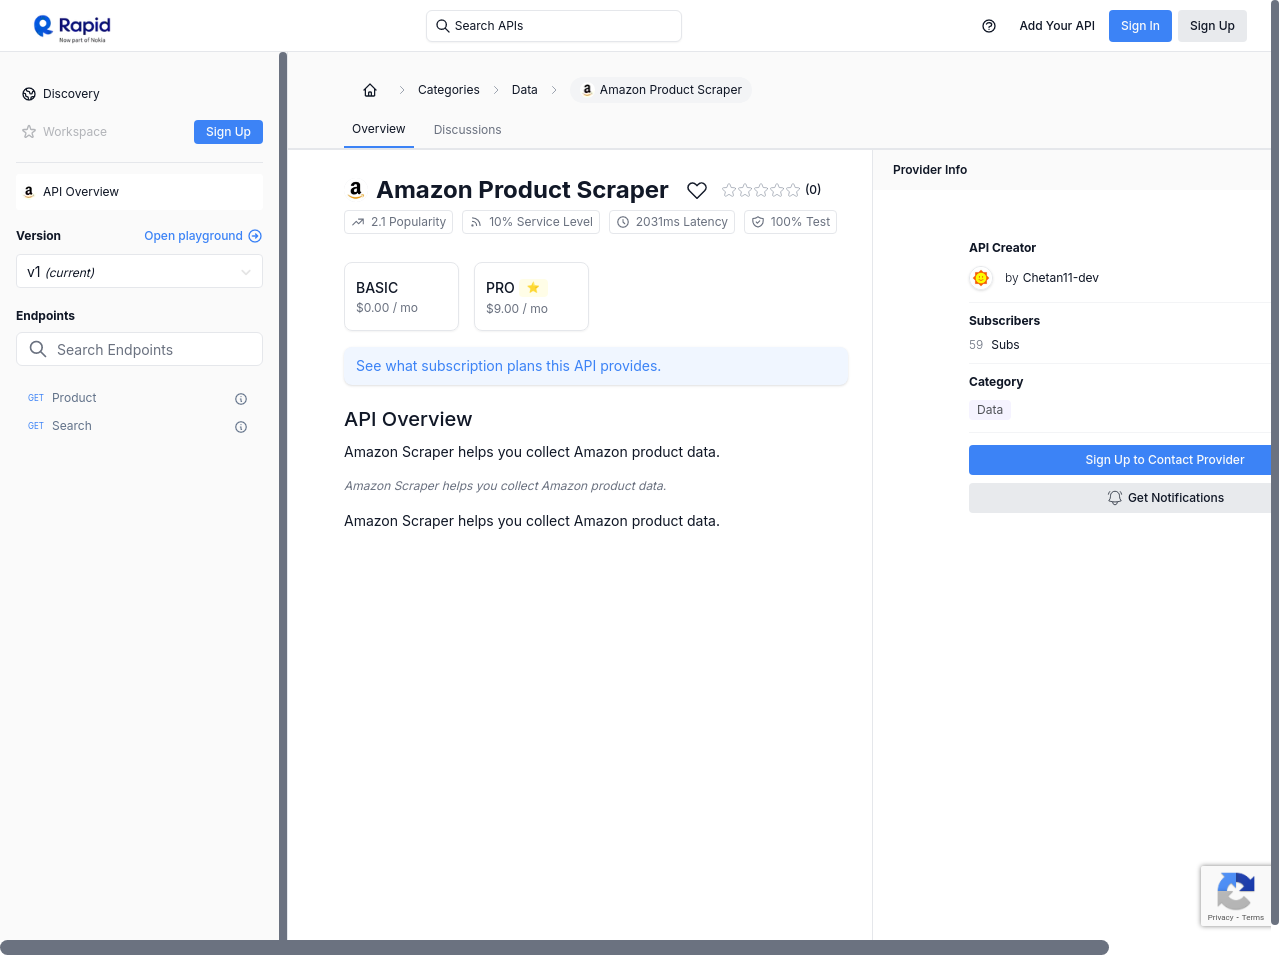 Rapid
Now part of Nokia
Search APIs
Add Your API
Sign In
Sign Up
Discovery
Workspace
Sign Up
API Overview
Version
Open playground
v1 (current)
Endpoints
Search Endpoints
GET Product
GET Search
Categories
Data
Amazon Product Scraper
Overview
Discussions
Amazon Product Scraper
(0)
2.1 Popularity
10% Service Level
2031ms Latency
100% Test
BASIC
$0.00 / mo
PRO
$9.00 / mo
See what subscription plans this API provides.
API Overview
Amazon Scraper helps you collect Amazon product data.
Amazon Scraper helps you collect Amazon product data.
Amazon Scraper helps you collect Amazon product data.
Provider Info
API Creator
by Chetan11-dev
Subscribers
59 Subs
Category
Data
Sign Up to Contact Provider
Get Notifications
Privacy - Terms